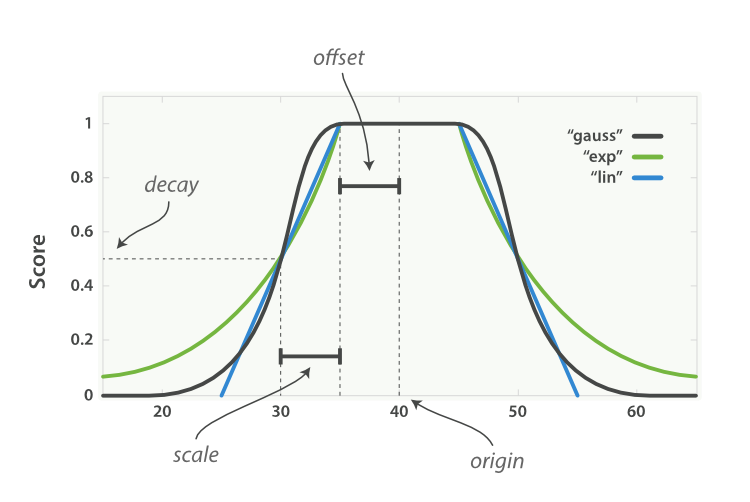 offset
1
“gauss”
“exp”
“lin”
0.8
decay
0.6
Score
0.4
0.2
0
20 30 40 50 60
scale
origin